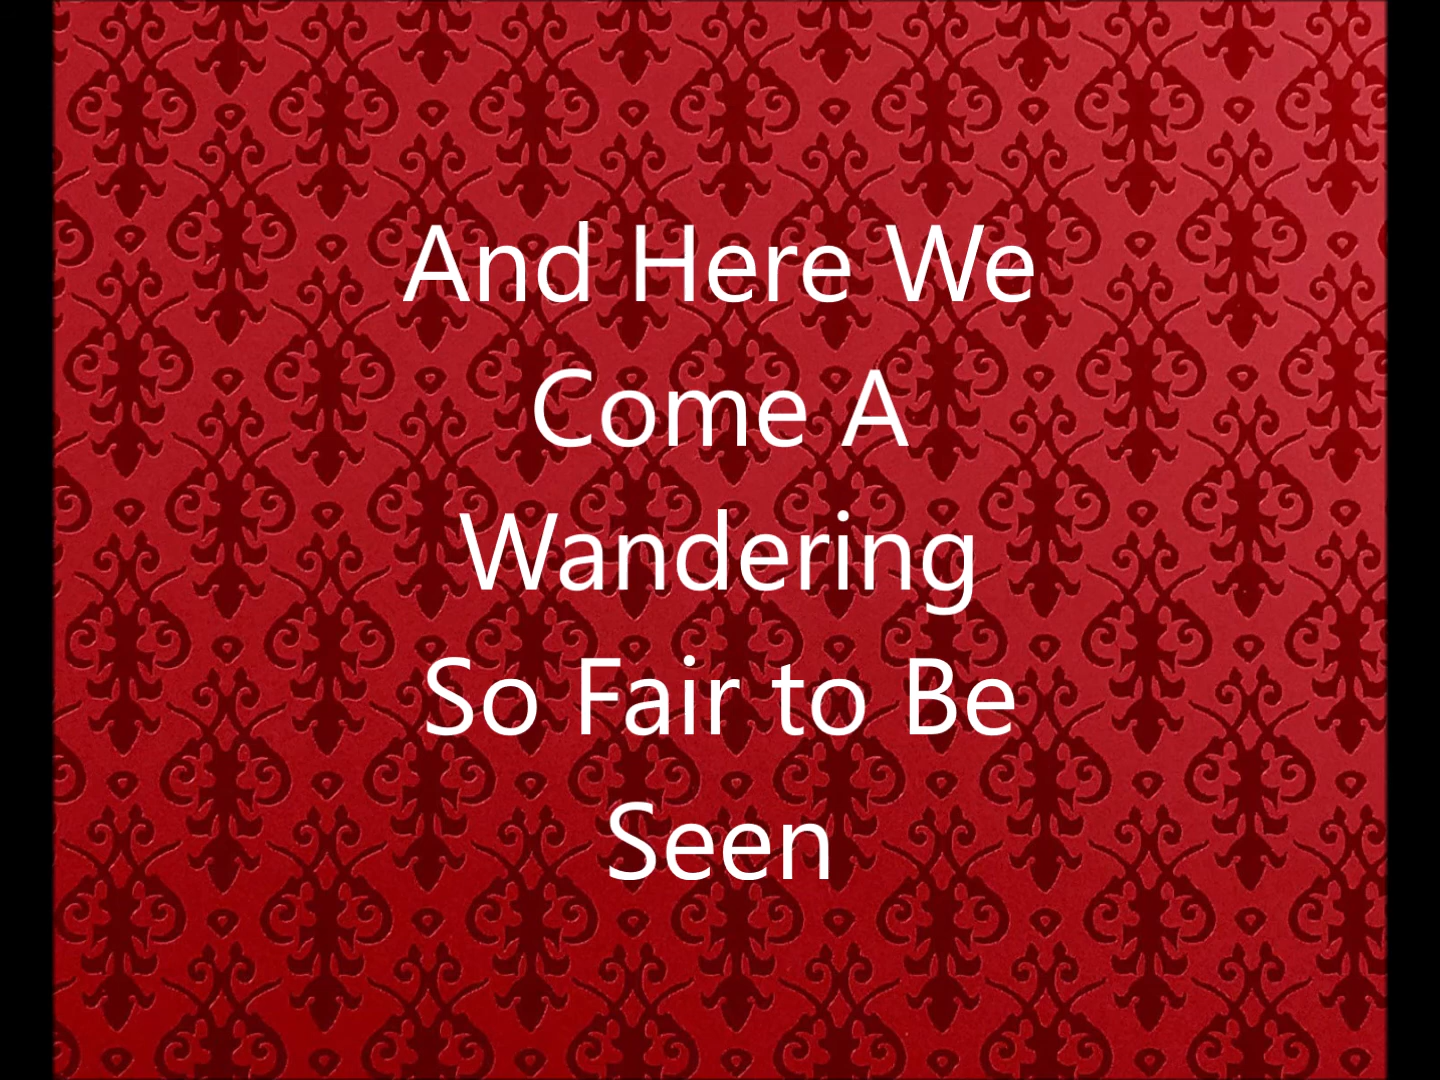 And Here We
Come A
Wandering
So Fair to Be
Seen